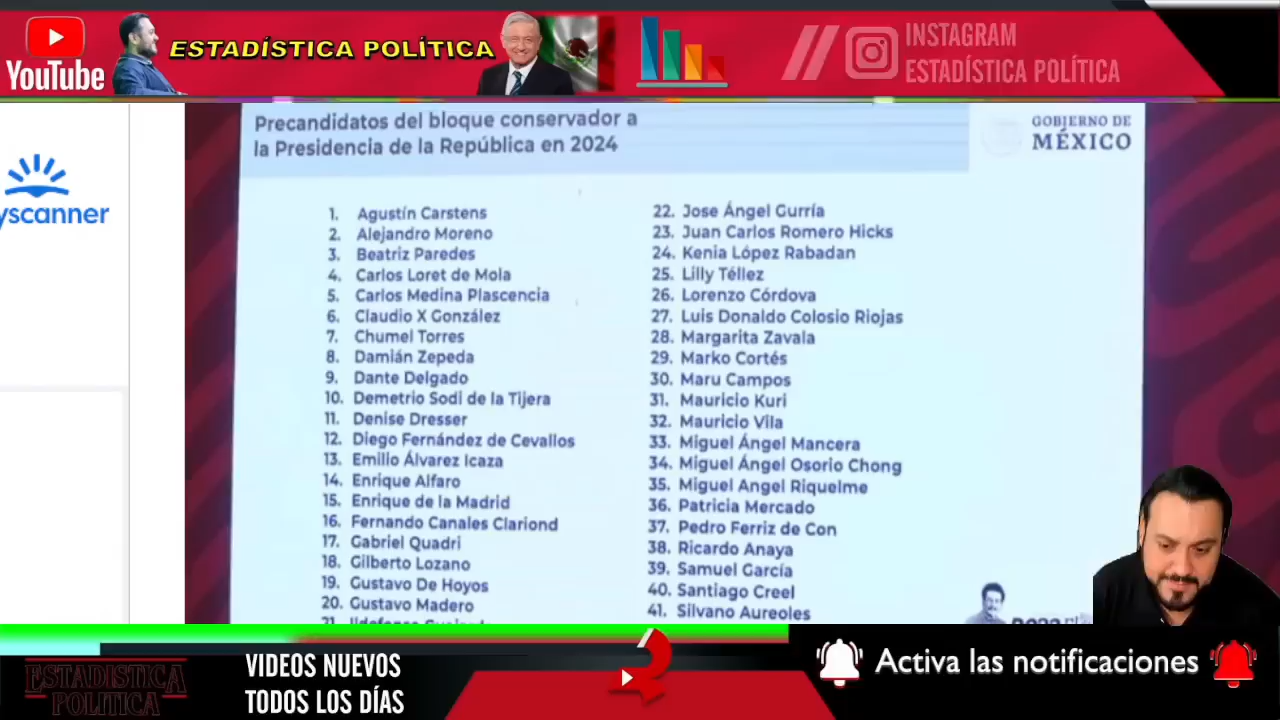 YouTube
ESTADÍSTICA POLÍTICA
INSTAGRAM
ESTADÍSTICA POLÍTICA
yscanner
Precandidatos del bloque conservador a
la Presidencia de la República en 2024
GOBIERNO DE
MÉXICO
1. Agustín Carstens
2. Alejandro Moreno
3. Beatriz Paredes
4. Carlos Loret de Mola
5. Carlos Medina Plascencia
6. Claudio X González
7. Chumel Torres
8. Damián Zepeda
9. Dante Delgado
10. Demetrio Sodi de la Tijera
11. Denise Dresser
12. Diego Fernández de Cevallos
13. Emilio Álvarez Icaza
14. Enrique Alfaro
15. Enrique de la Madrid
16. Fernando Canales Clariond
17. Gabriel Quadri
18. Gilberto Lozano
19. Gustavo De Hoyos
20. Gustavo Madero
21.
22. Jose Ángel Gurría
23. Juan Carlos Romero Hicks
24. Kenia López Rabadan
25. Lilly Téllez
26. Lorenzo Córdova
27. Luis Donaldo Colosio Riojas
28. Margarita Zavala
29. Marko Cortés
30. Maru Campos
31. Mauricio Kuri
32. Mauricio Vila
33. Miguel Ángel Mancera
34. Miguel Ángel Osorio Chong
35. Miguel Angel Riquelme
36. Patricia Mercado
37. Pedro Ferriz de Con
38. Ricardo Anaya
39. Samuel García
40. Santiago Creel
41. Silvano Aureoles
ESTADÍSTICA
POLÍTICA
VIDEOS NUEVOS
TODOS LOS DÍAS
Activa las notificaciones